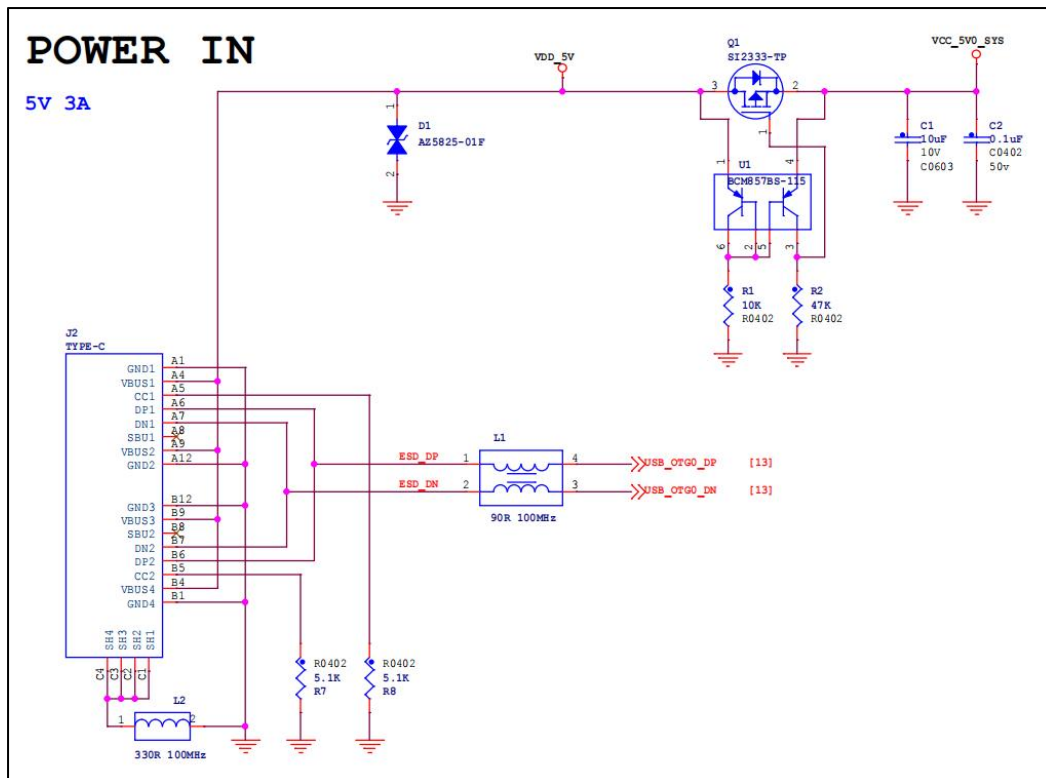 POWER IN
5V 3A
VDD_5V
Q1
SI2333-TP
VCC_5V0_SYS
3
2
1
1
D1
AZ5825-01F
2
C1
10uF
10V
C0603
C2
0.1uF
C0402
50v
1
U1
4
BCM857BS-115
6
2
5
3
R1
10K
R0402
R2
47K
R0402
J2
TYPE-C
GND1 A1
VBUS1 A4
CC1 A5
DP1 A6
DN1 A7
SBU1 A8
VBUS2 A9
GND2 A12
GND3 B12
VBUS3 B9
SBU2 B8
DN2 B7
DP2 B6
CC2 B5
VBUS4 B4
GND4 B1
SH4 SH3 SH2 SH1
C4 C3 C2 C1
L1
ESD_DP 1 4 USB_OTG0_DP [13]
ESD_DN 2 3 USB_OTG0_DN [13]
90R 100MHz
R0402
5.1K
R7
R0402
5.1K
R8
L2
1 2
330R 100MHz